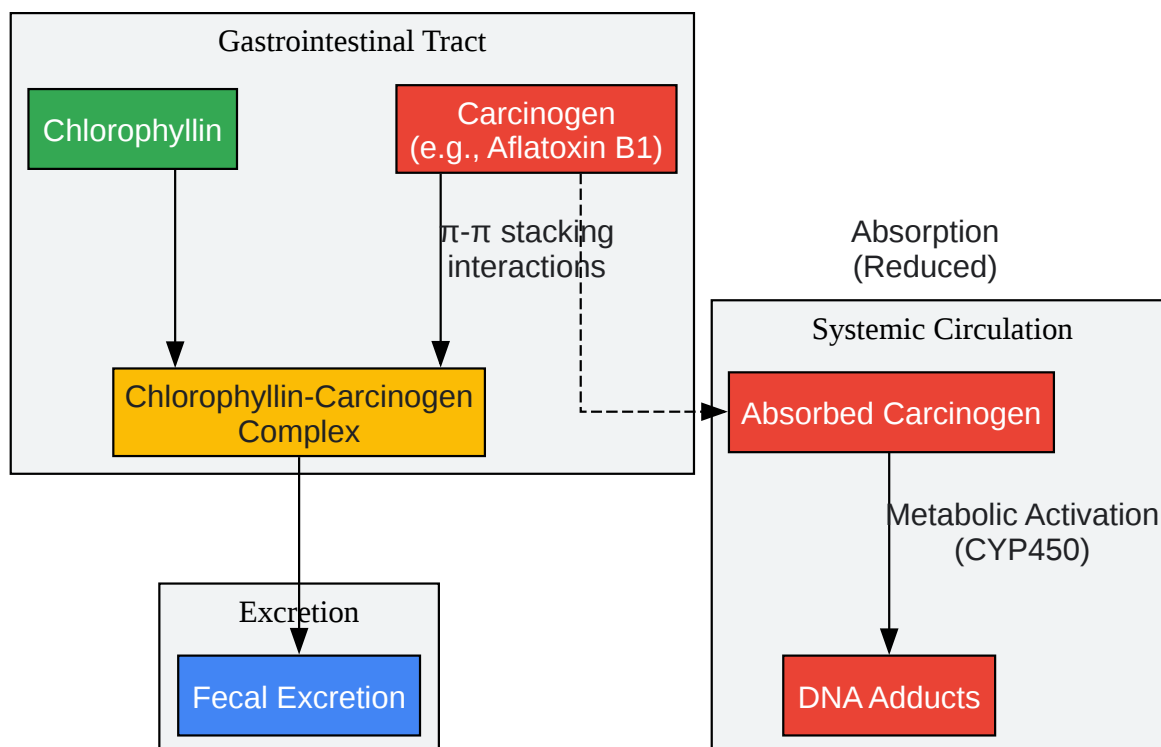 Gastrointestinal Tract
Chlorophyllin
Carcinogen
(e.g., Aflatoxin B1)
π-π stacking
interactions
Absorption
(Reduced)
Chlorophyllin-Carcinogen
Complex
Systemic Circulation
Absorbed Carcinogen
Metabolic Activation
(CYP450)
Excretion
Fecal Excretion
DNA Adducts